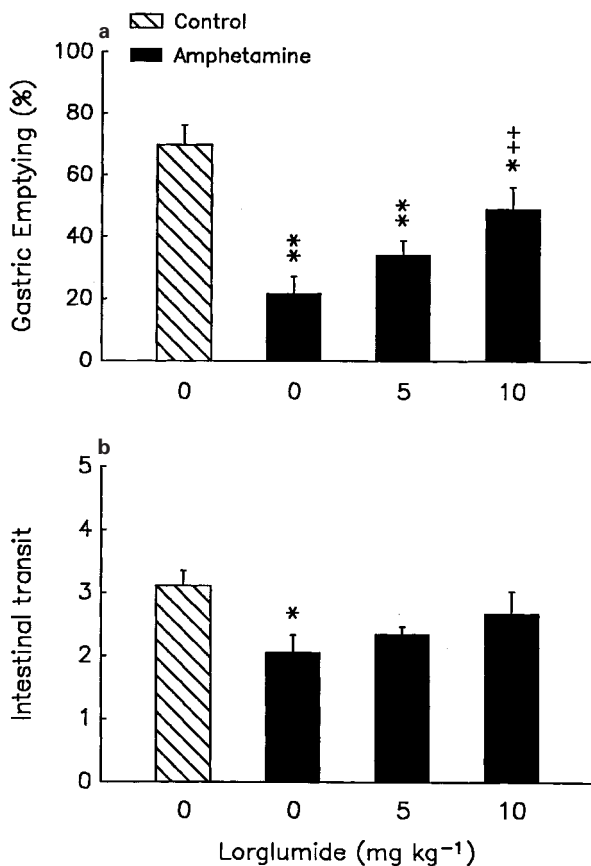 a
Control
Amphetamine
Gastric Emptying (%)
100
80
60
40
20
0
**
**
++*
0 0 5 10
b
Intestinal transit
5
4
3
2
1
0
*
0 0 5 10
Lorglumide (mg kg⁻¹)